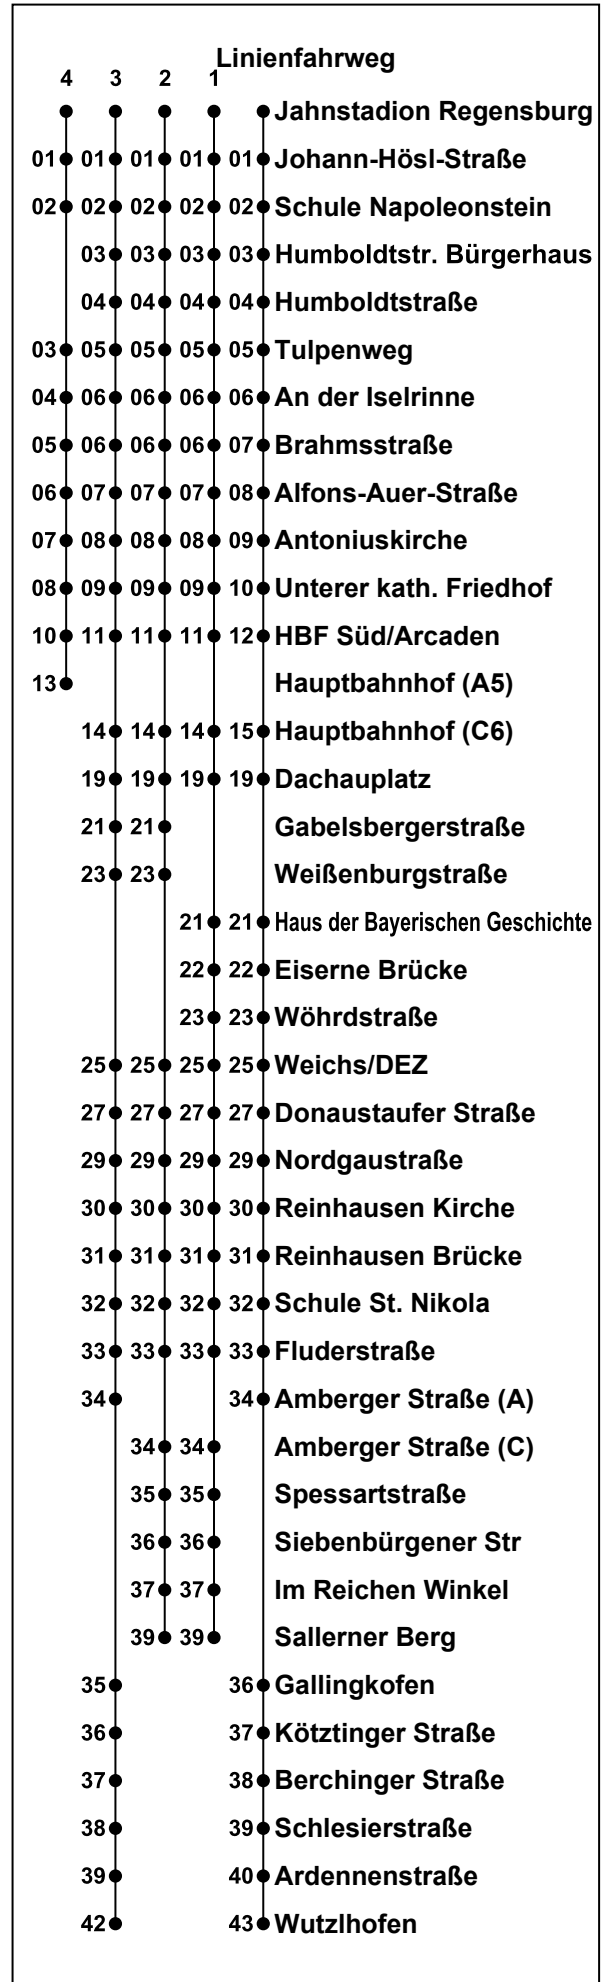 Linienfahrweg
4 3 2 1
Jahnstadion Regensburg
01 01 01 01 01 Johann-Hösl-Straße
02 02 02 02 02 Schule Napoleonstein
03 03 03 03 Humboldtstr. Bürgerhaus
04 04 04 04 Humboldtstraße
03 05 05 05 05 Tulpenweg
04 06 06 06 06 An der Iselrinne
05 06 06 06 07 Brahmsstraße
06 07 07 07 08 Alfons-Auer-Straße
07 08 08 08 09 Antoniuskirche
08 09 09 09 10 Unterer kath. Friedhof
10 11 11 11 12 HBF Süd/Arcaden
13 Hauptbahnhof (A5)
14 14 14 15 Hauptbahnhof (C6)
19 19 19 19 Dachauplatz
21 21 Gabelsbergerstraße
23 23 Weißenburgstraße
21 21 Haus der Bayerischen Geschichte
22 22 Eiserne Brücke
23 23 Wöhrdstraße
25 25 25 25 Weichs/DEZ
27 27 27 27 Donaustaufer Straße
29 29 29 29 Nordgaustraße
30 30 30 30 Reinhausen Kirche
31 31 31 31 Reinhausen Brücke
32 32 32 32 Schule St. Nikola
33 33 33 33 Fluderstraße
34 34 Amberger Straße (A)
34 34 Amberger Straße (C)
35 35 Spessartstraße
36 36 Siebenbürgener Str
37 37 Im Reichen Winkel
39 39 Sallerner Berg
35 36 Gallingkofen
36 37 Kötztinger Straße
37 38 Berchinger Straße
38 39 Schlesierstraße
39 40 Ardennenstraße
42 43 Wutzlhofen